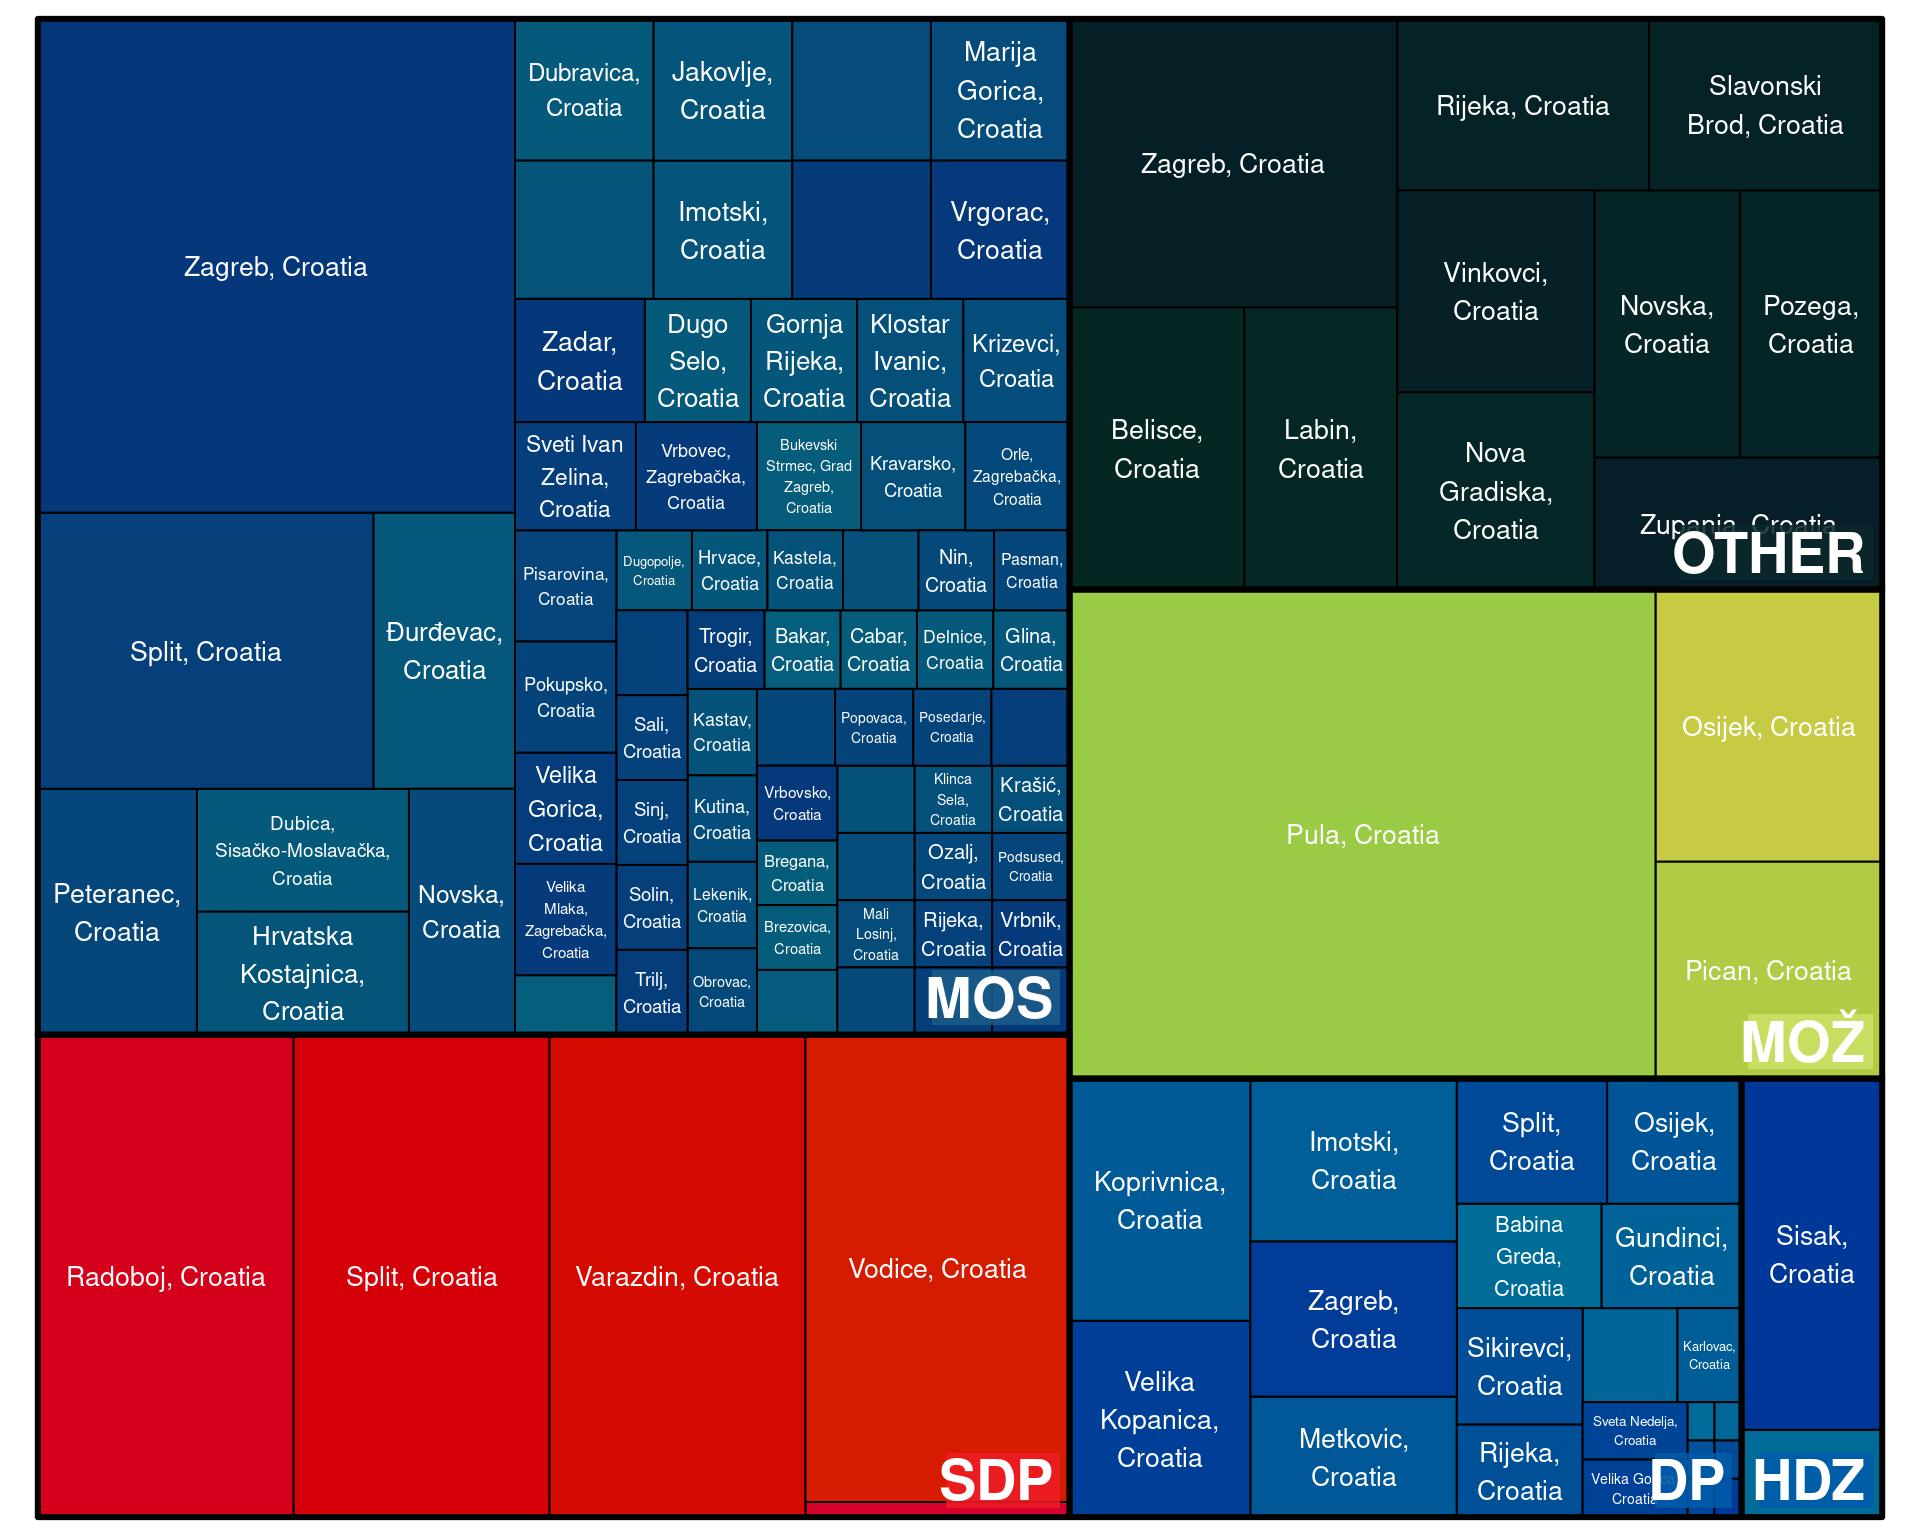 Zagreb, Croatia
Split, Croatia
Đurđevac,
Croatia
Peteranec,
Croatia
Dubica,
Sisačko-Moslavačka,
Croatia
Hrvatska
Kostajnica,
Croatia
Novska,
Croatia
Dubravica,
Croatia
Jakovlje,
Croatia
Marija
Gorica,
Croatia
Imotski,
Croatia
Vrgorac,
Croatia
Zadar,
Croatia
Dugo
Selo,
Croatia
Gornja
Rijeka,
Croatia
Klostar
Ivanic,
Croatia
Krizevci,
Croatia
Sveti Ivan
Zelina,
Croatia
Vrbovec,
Zagrebačka,
Croatia
Bukevski
Strmec, Grad
Zagreb,
Croatia
Kravarsko,
Croatia
Orle,
Zagrebačka,
Croatia
Pisarovina,
Croatia
Pokupsko,
Croatia
Velika
Gorica,
Croatia
Velika
Mlaka,
Zagrebačka,
Croatia
Dugopolje,
Croatia
Hrvace,
Croatia
Kastela,
Croatia
Nin,
Croatia
Pasman,
Croatia
Sali,
Croatia
Sinj,
Croatia
Solin,
Croatia
Trilj,
Croatia
Trogir,
Croatia
Bakar,
Croatia
Cabar,
Croatia
Delnice,
Croatia
Glina,
Croatia
Kastav,
Croatia
Kutina,
Croatia
Lekenik,
Croatia
Obrovac,
Croatia
Popovaca,
Croatia
Posedarje,
Croatia
Vrbovsko,
Croatia
Bregana,
Croatia
Brezovica,
Croatia
Klinca
Sela,
Croatia
Krašić,
Croatia
Ozalj,
Croatia
Podsused,
Croatia
Mali
Losinj,
Croatia
Rijeka,
Croatia
Vrbnik,
Croatia
MOS
Radoboj, Croatia
Split, Croatia
Varazdin, Croatia
Vodice, Croatia
SDP
Zagreb, Croatia
Rijeka, Croatia
Slavonski
Brod, Croatia
Belisce,
Croatia
Labin,
Croatia
Vinkovci,
Croatia
Nova
Gradiska,
Croatia
Novska,
Croatia
Pozega,
Croatia
Zupanja, Croatia
OTHER
Pula, Croatia
Osijek, Croatia
Pican, Croatia
MOŽ
Koprivnica,
Croatia
Velika
Kopanica,
Croatia
Imotski,
Croatia
Zagreb,
Croatia
Metkovic,
Croatia
Split,
Croatia
Osijek,
Croatia
Babina
Greda,
Croatia
Gundinci,
Croatia
Sikirevci,
Croatia
Rijeka,
Croatia
Karlovac,
Croatia
Sveta Nedelja,
Croatia
Velika Gorica,
Croatia
DP
Sisak,
Croatia
HDZ